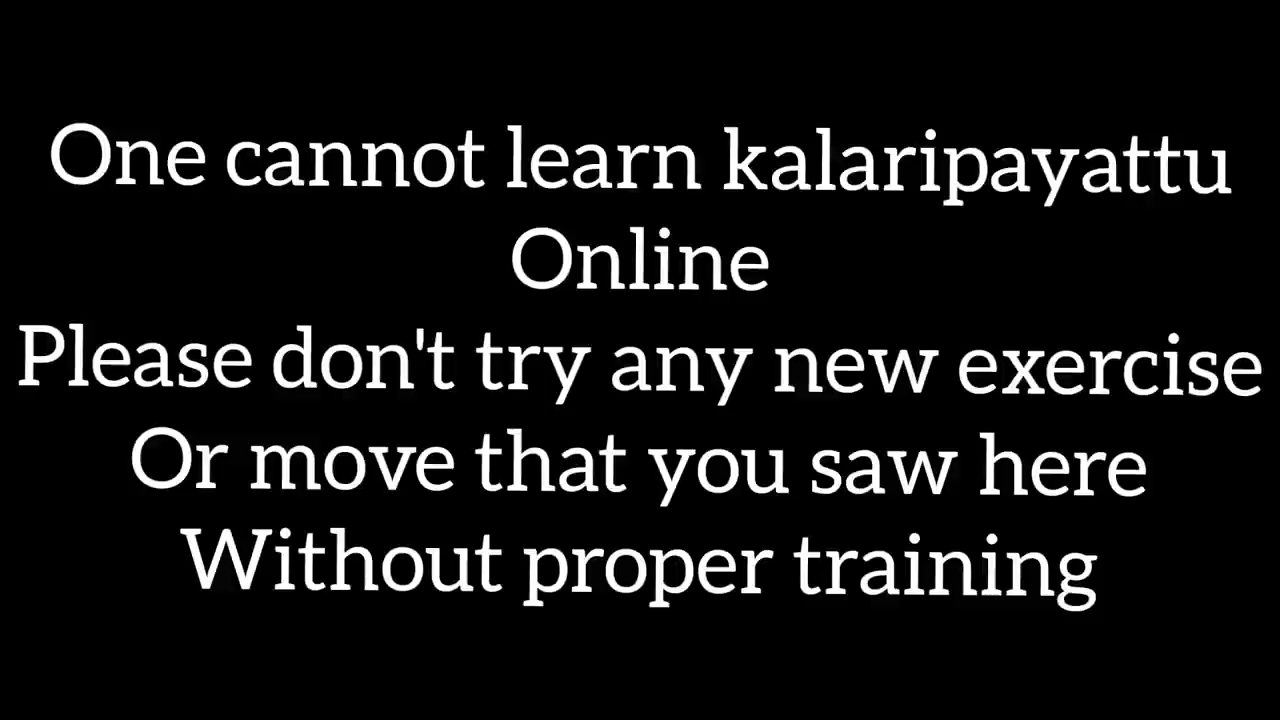 One cannot learn kalaripayattu
Online
Please don't try any new exercise
Or move that you saw here
Without proper training